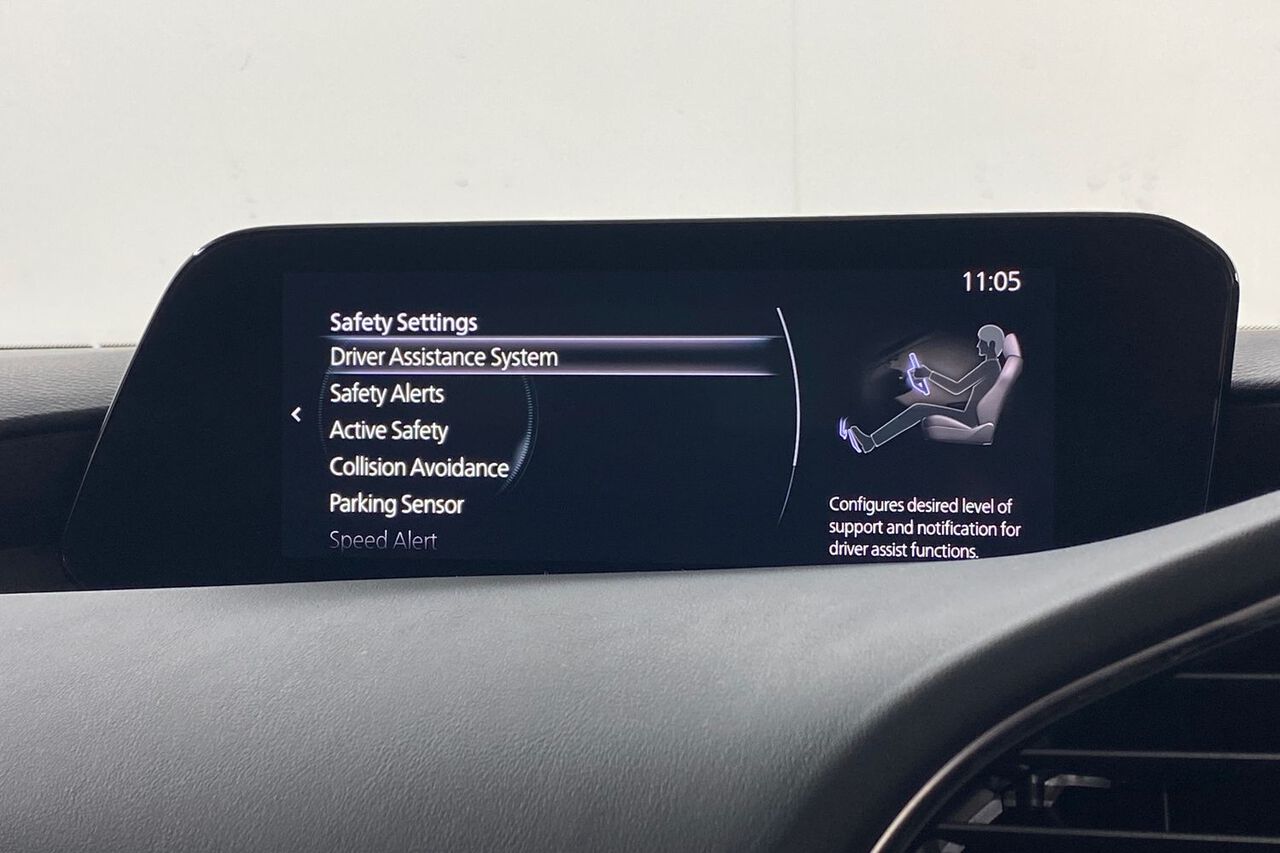 11:05
Safety Settings
Driver Assistance System
Safety Alerts
Active Safety
Collision Avoidance
Parking Sensor
Speed Alert
Configures desired level of
support and notification for
driver assist functions.